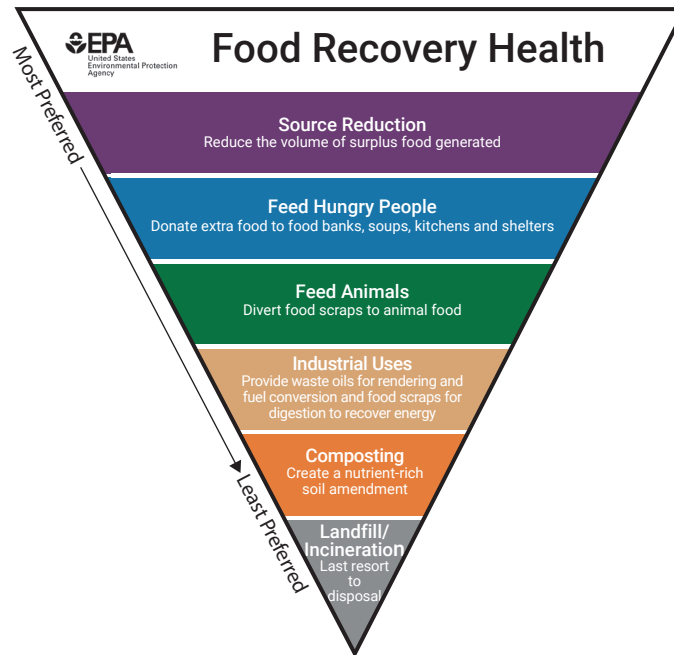 EPA
United States
Environmental Protection
Agency
Food Recovery Health
Most Preferred
Source Reduction
Reduce the volume of surplus food generated
Feed Hungry People
Donate extra food to food banks, soups, kitchens and shelters
Feed Animals
Divert food scraps to animal food
Industrial Uses
Provide waste oils for rendering and
fuel conversion and food scraps for
digestion to recover energy
Composting
Create a nutrient-rich
soil amendment
Least Preferred
Landfill/
Incineration
Last resort
to
disposal